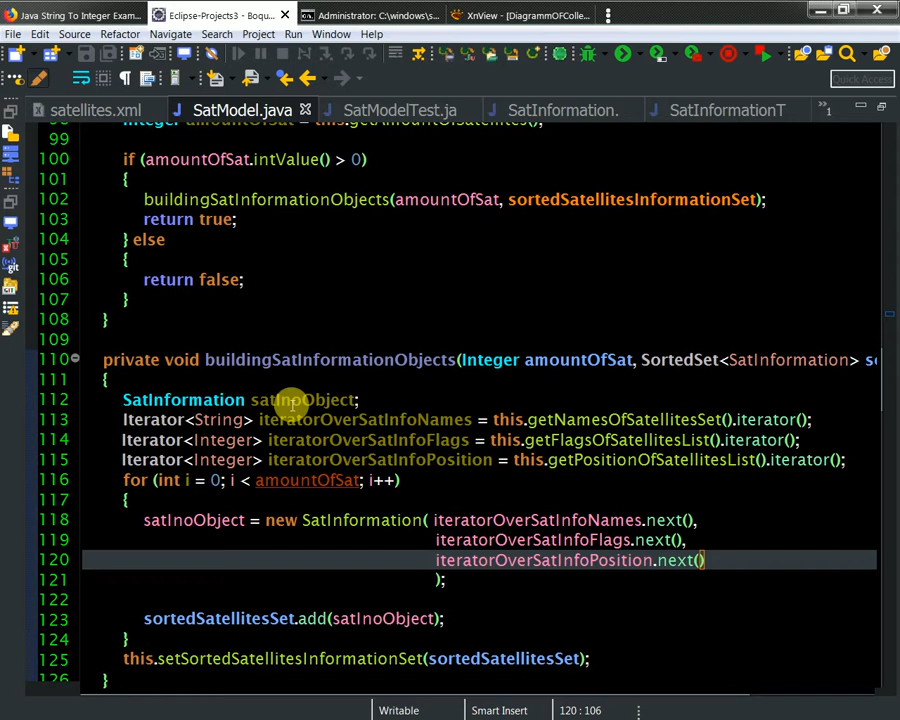 Java String To Integer Exam...
Eclipse-Projects3 - Boqu...
Administrator: C:\windows\s...
XnView - [DiagrammOfColle...
File Edit Source Refactor Navigate Search Project Run Window Help
Quick Access
satellites.xml
SatModel.java
SatModelTest.ja
SatInformation.
SatInformationT
»1
99
100 if (amountOfSat.intValue() > 0)
101 {
102 buildingSatInformationObjects(amountOfSat, sortedSatellitesInformationSet);
103 return true;
104 } else
105 {
106 return false;
107 }
108 }
109
110 private void buildingSatInformationObjects(Integer amountOfSat, SortedSet<SatInformation> so
111 {
112 SatInformation satInoObject;
113 Iterator<String> iteratorOverSatInfoNames = this.getNamesOfSatellitesSet().iterator();
114 Iterator<Integer> iteratorOverSatInfoFlags = this.getFlagsOfSatellitesList().iterator();
115 Iterator<Integer> iteratorOverSatInfoPosition = this.getPositionOfSatellitesList().iterator();
116 for (int i = 0; i < amountOfSat; i++)
117 {
118 satInoObject = new SatInformation( iteratorOverSatInfoNames.next(),
119 iteratorOverSatInfoFlags.next(),
120 iteratorOverSatInfoPosition.next()
121 );
122
123 sortedSatellitesSet.add(satInoObject);
124 }
125 this.setSortedSatellitesInformationSet(sortedSatellitesSet);
126 }
Writable Smart Insert 120 : 106